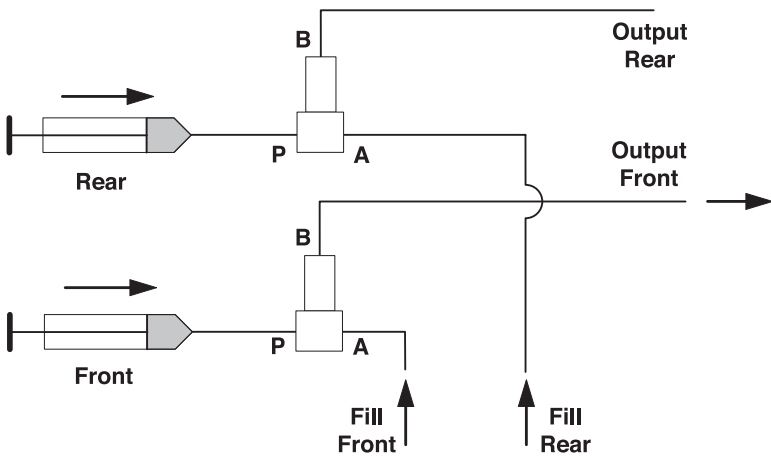 B
Output
Rear
P
A
Rear
Output
Front
B
P
A
Front
Fill
Front
Fill
Rear